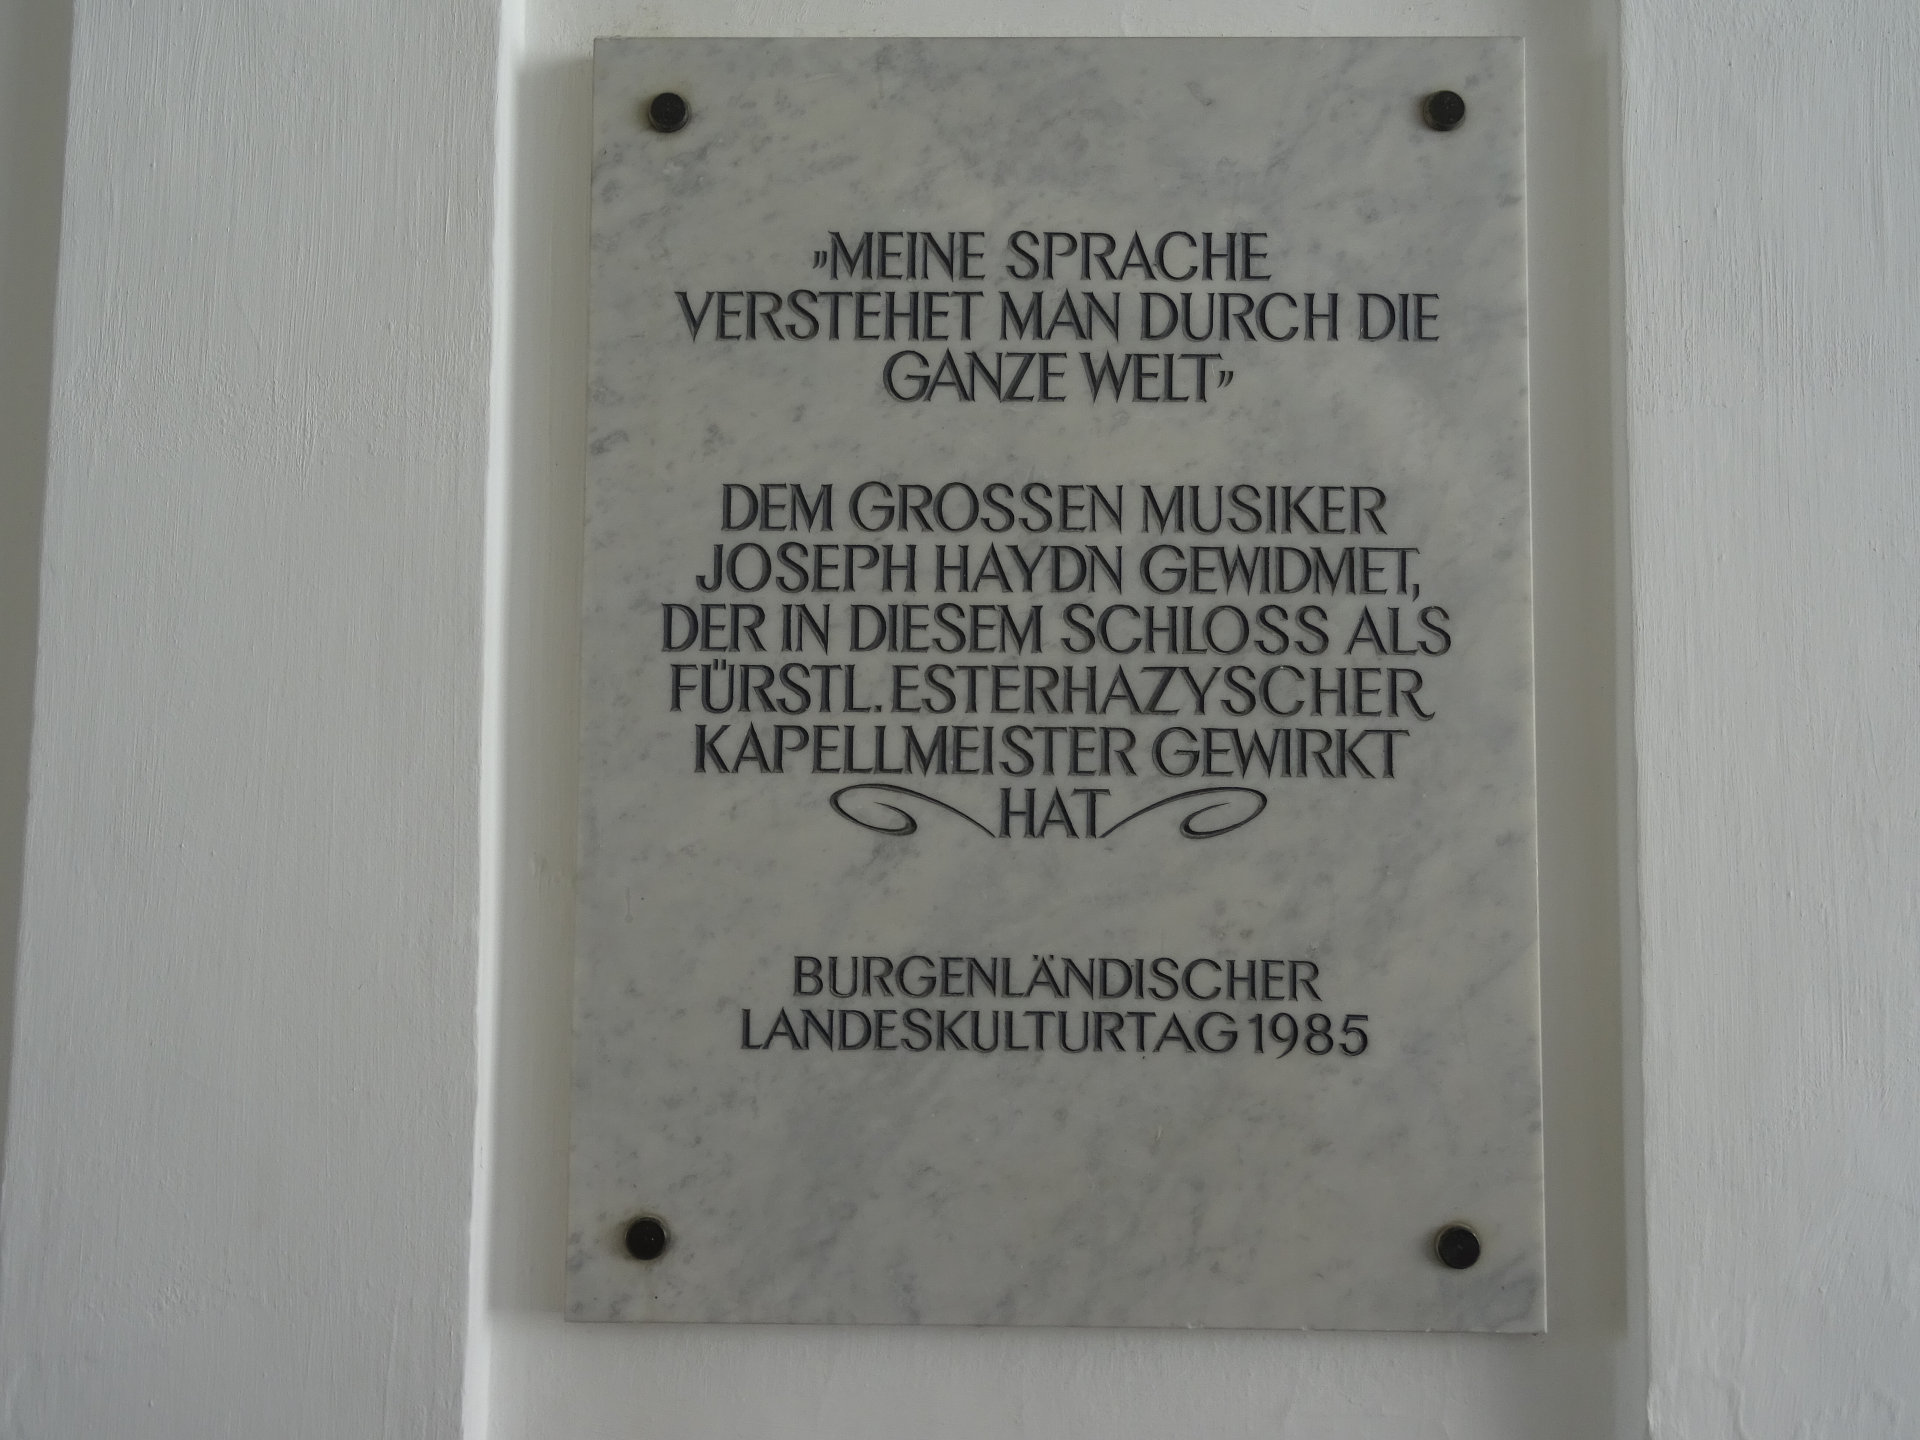 „MEINE SPRACHE
VERSTEHET MAN DURCH DIE
GANZE WELT”
DEM GROSSEN MUSIKER
JOSEPH HAYDN GEWIDMET,
DER IN DIESEM SCHLOSS ALS
FÜRSTL. ESTERHAZYSCHER
KAPELLMEISTER GEWIRKT
HAT
BURGENLÄNDISCHER
LANDESKULTURTAG 1985